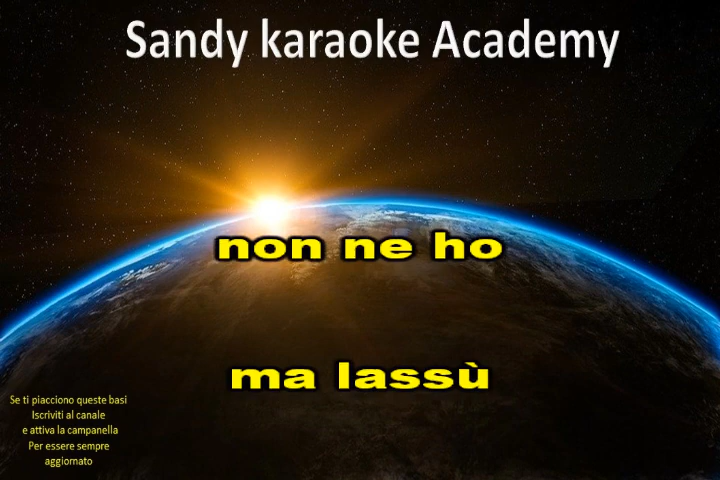 Sandy karaoke Academy
non ne ho
ma lassù
Se ti piacciono queste basi
Iscriviti al canale
e attiva la campanella
Per essere sempre
aggiornato